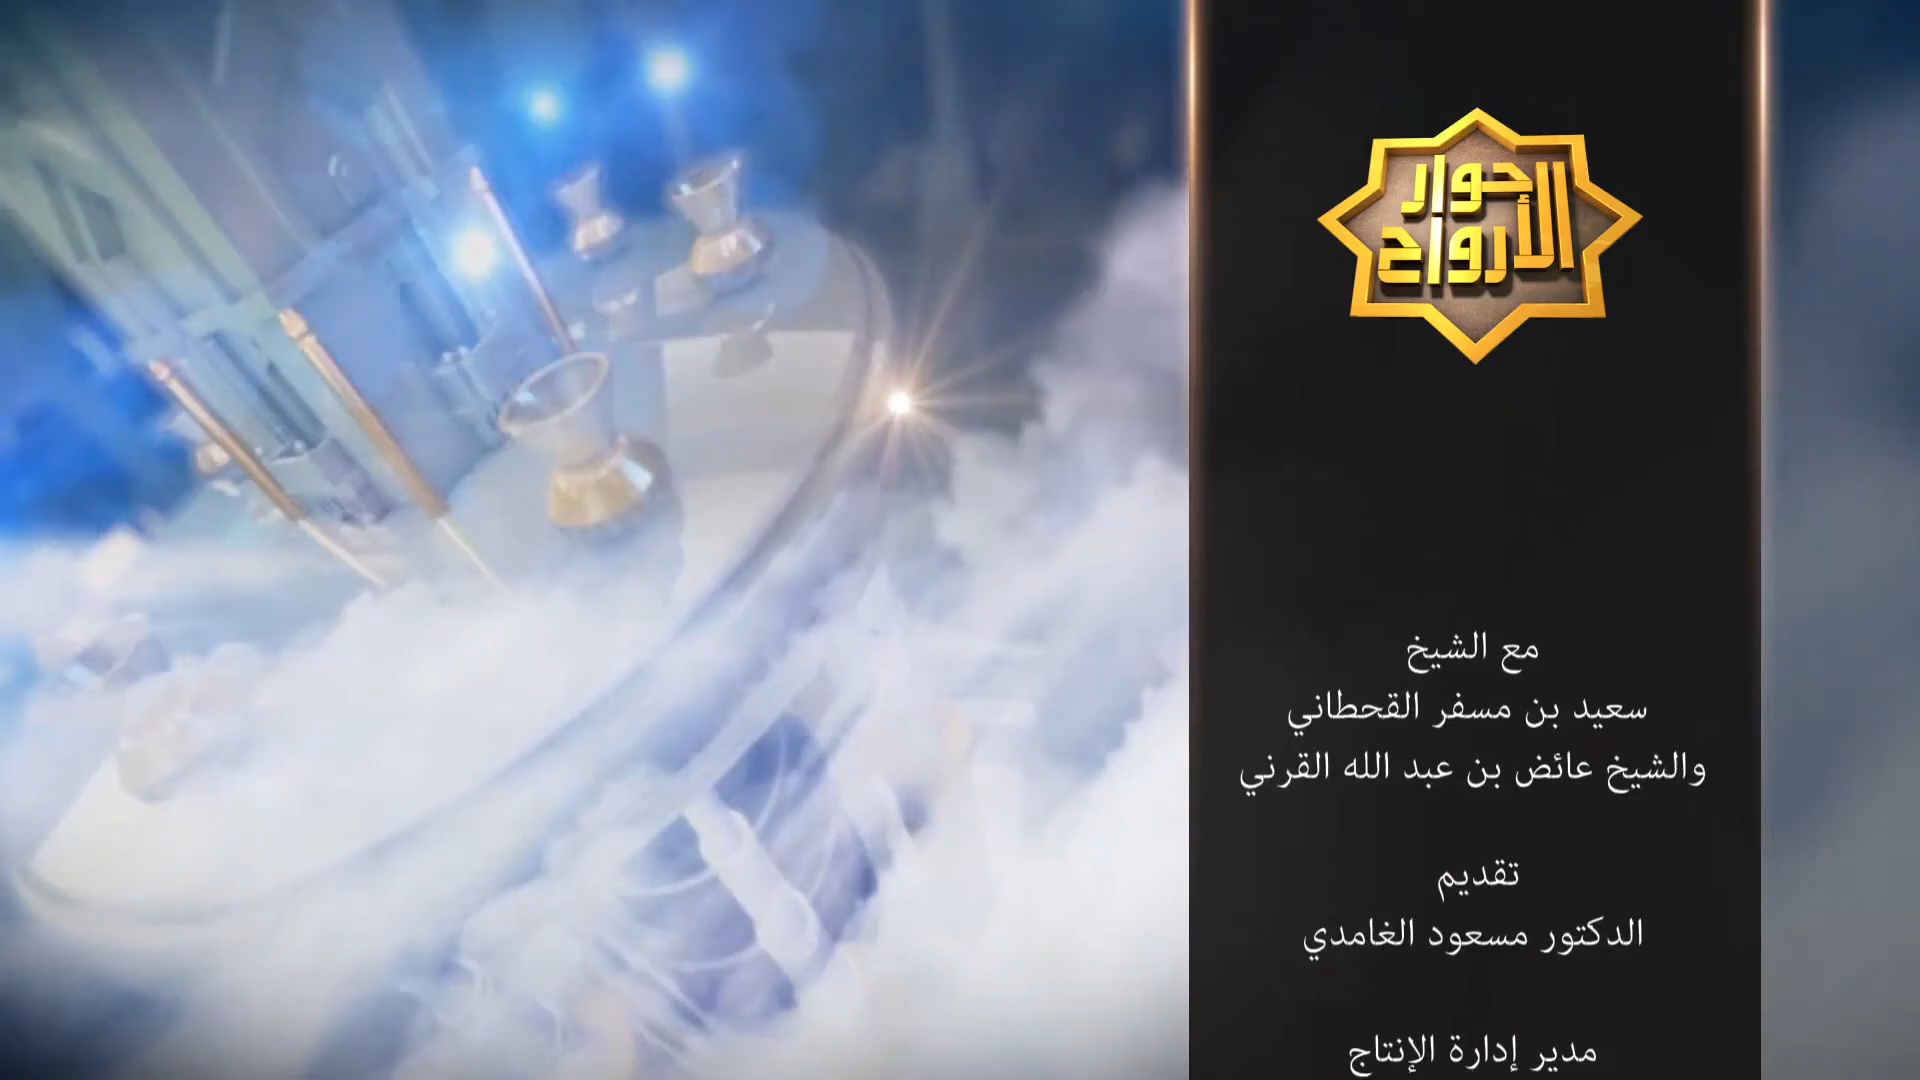 حوار
الأرواح
مع الشيخ
سعيد بن مسفر القحطاني
والشيخ عائض بن عبد الله القرني
تقديم
الدكتور مسعود الغامدي
مدير إدارة الإنتاج